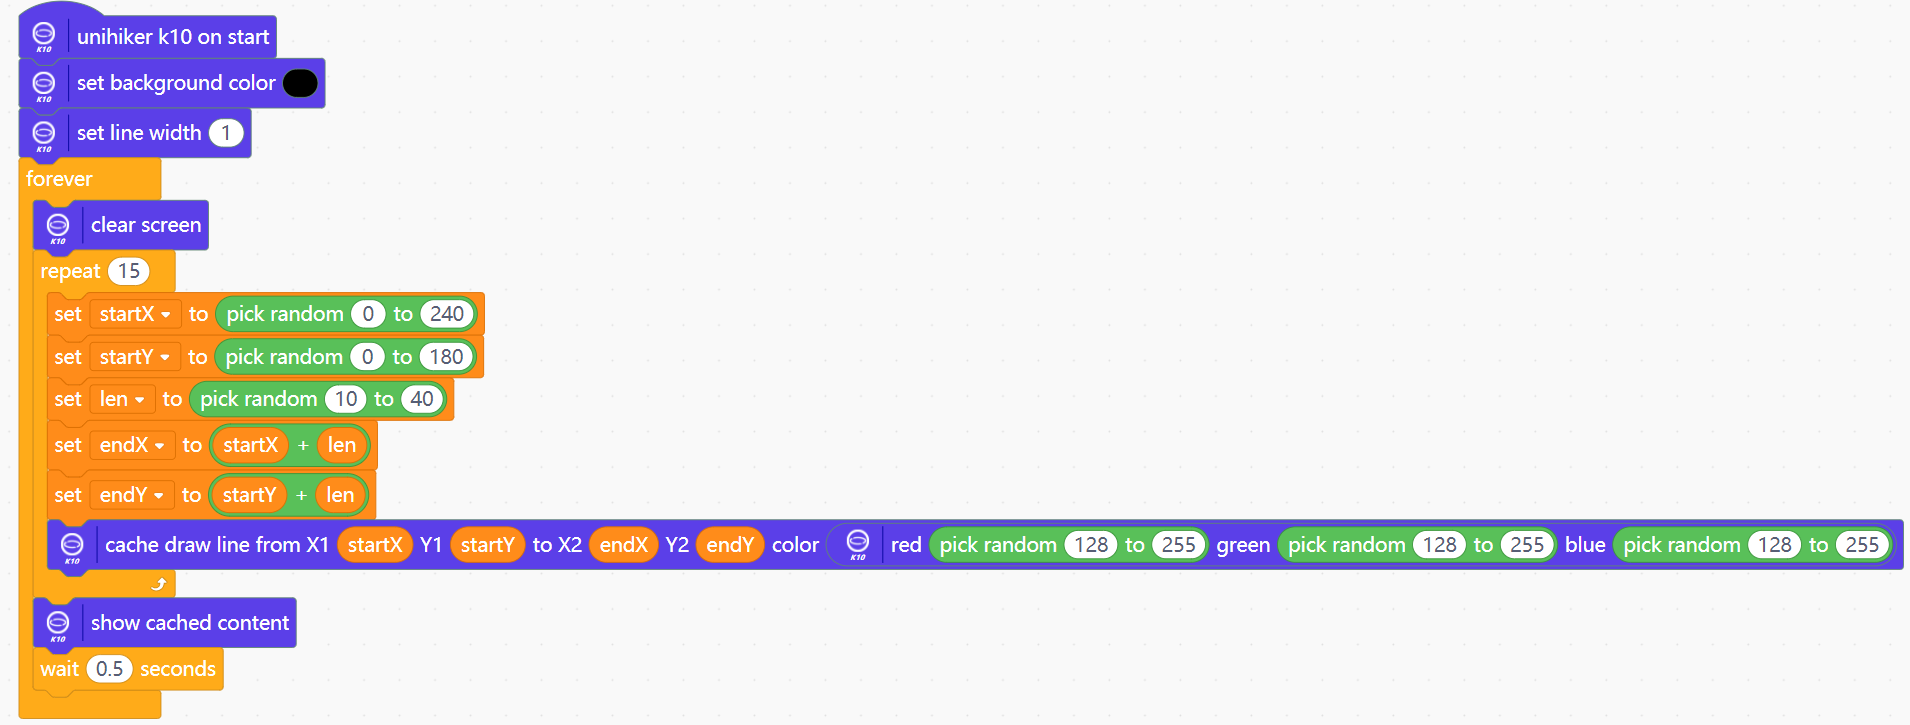 K10 unihiker k10 on start
K10 set background color
K10 set line width 1
forever
K10 clear screen
repeat 15
set startX to pick random 0 to 240
set startY to pick random 0 to 180
set len to pick random 10 to 40
set endX to startX + len
set endY to startY + len
K10 cache draw line from X1 startX Y1 startY to X2 endX Y2 endY color K10 red pick random 128 to 255 green pick random 128 to 255 blue pick random 128 to 255
K10 show cached content
wait 0.5 seconds